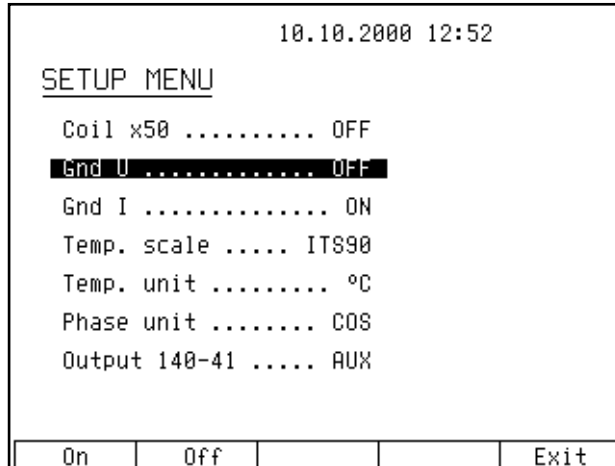 10.10.2000 12:52
SETUP MENU
Coil x50 .......... OFF
Gnd U ............. OFF
Gnd I .............. ON
Temp. scale ..... ITS90
Temp. unit ......... ºC
Phase unit ........ COS
Output 140-41 ..... AUX
On Off Exit